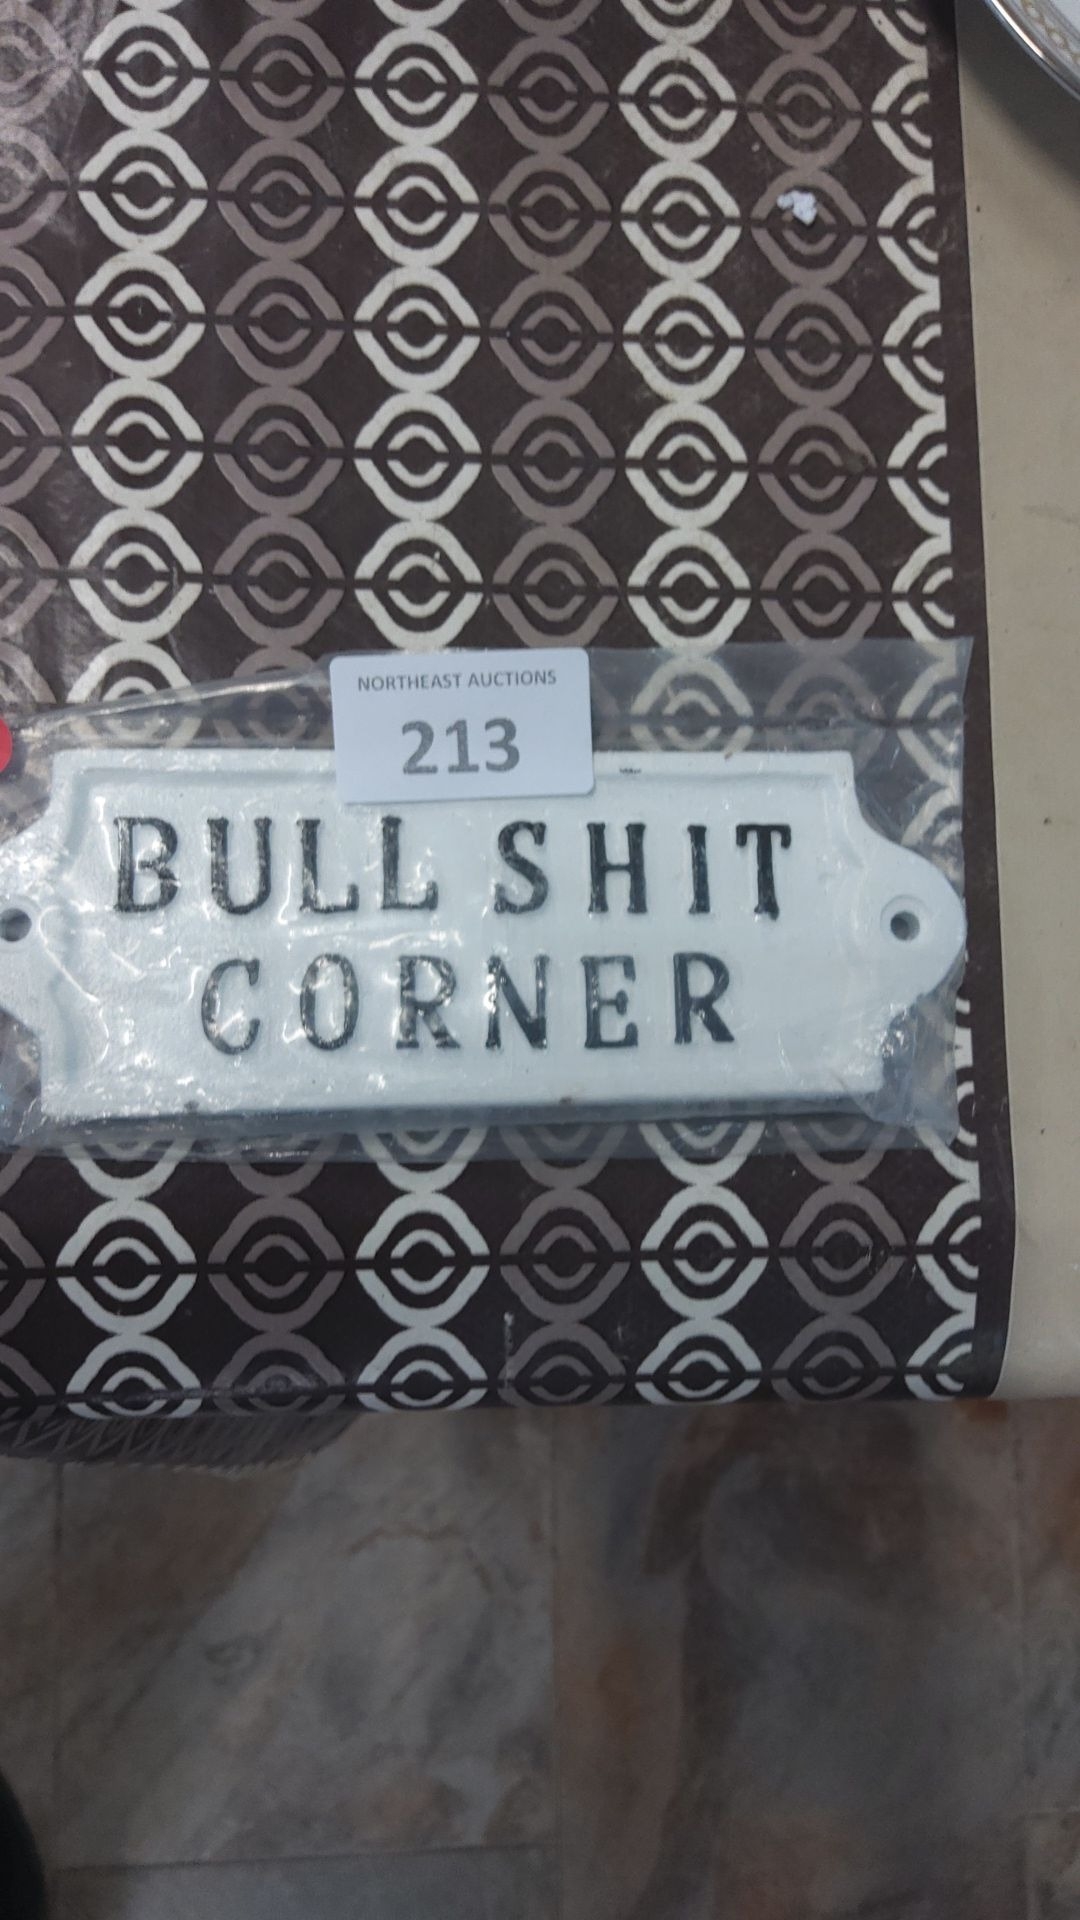 NORTHEAST AUCTIONS
213
BULL SHIT
CORNER